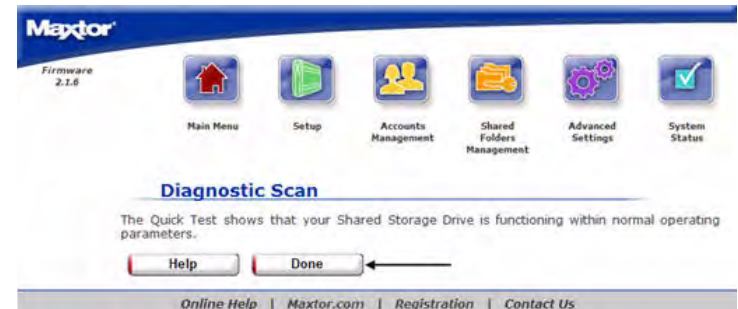 Maxtor
Firmware
2.1.6
Main Menu
Setup
Accounts
Management
Shared
Folders
Management
Advanced
Settings
System
Status
Diagnostic Scan
The Quick Test shows that your Shared Storage Drive is functioning within normal operating
parameters.
Help
Done
Online Help | Maxtor.com | Registration | Contact Us